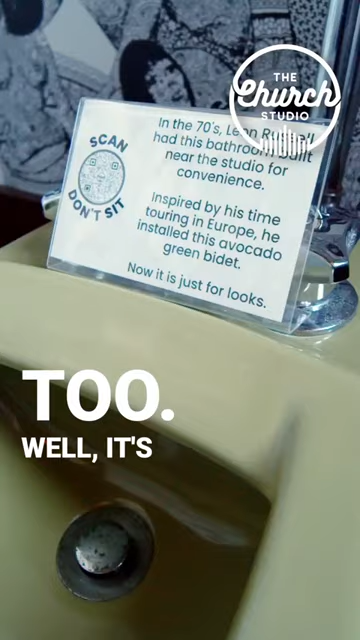 THE
Church
STUDIO
In the 70's, Leon Russell
had this bathroom built
near the studio for
convenience.
SCAN
DON'T SIT
Inspired by his time
touring in Europe, he
installed this avocado
green bidet.
Now it is just for looks.
TOO.
WELL, IT'S